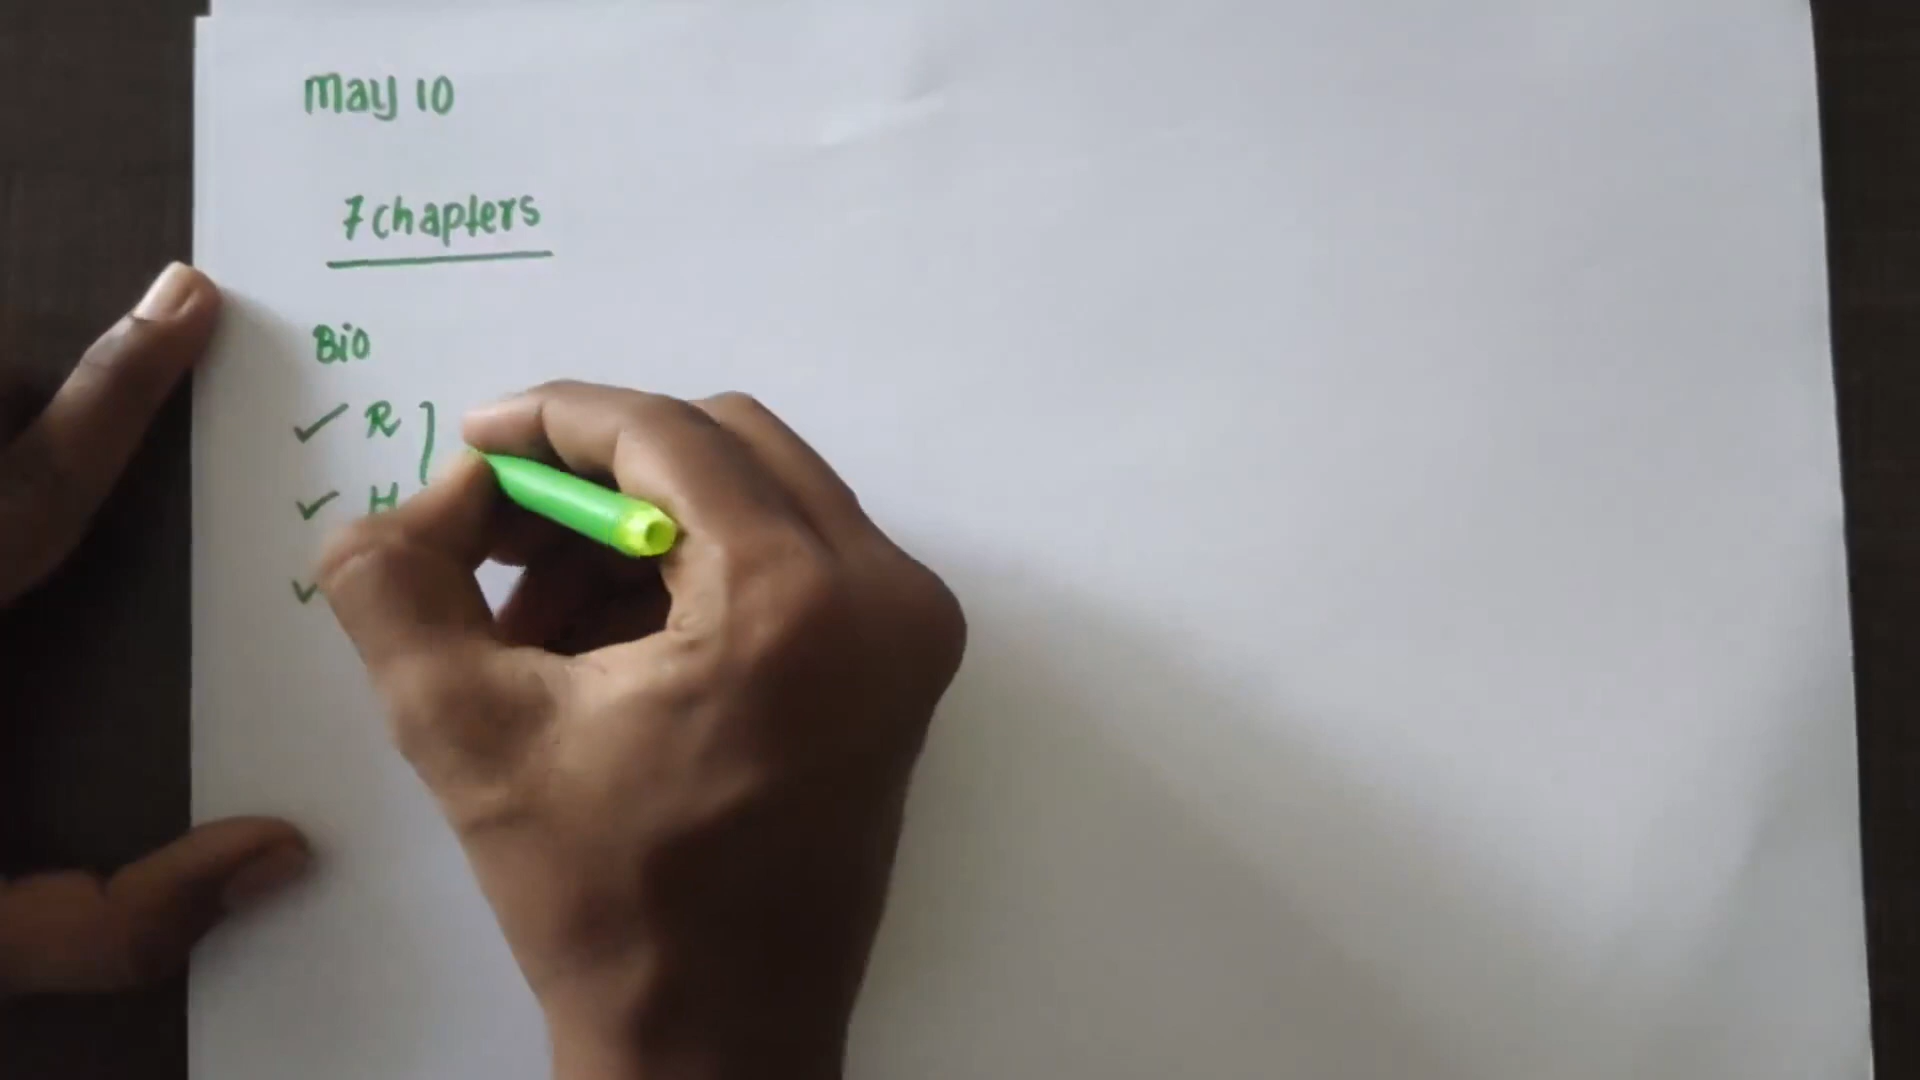 May 10
7 chapters
Bio
✓ R }
✓ H
✓